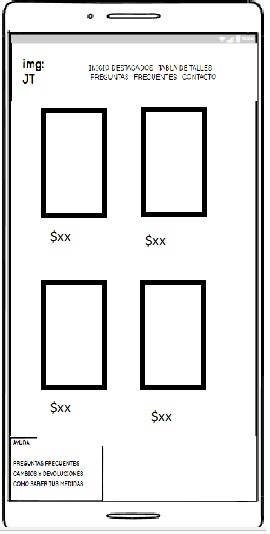 img:
JT
INICIO DESTACADOS TABLA DE TALLES
PREGUNTAS FRECUENTES CONTACTO
$xx
$xx
$xx
$xx
AYUDA
PREGUNTAS FRECUENTES
CAMBIOS Y DEVOLUCIONES
COMO SABER TUS MEDIDAS